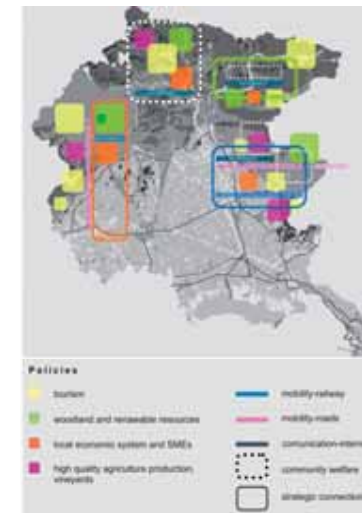 Policies
tourism
woodland and renewable resources
local economic system and SMEs
high quality agriculture production,
vineyards
mobility-railway
mobility-roads
community welfare
strategic connection